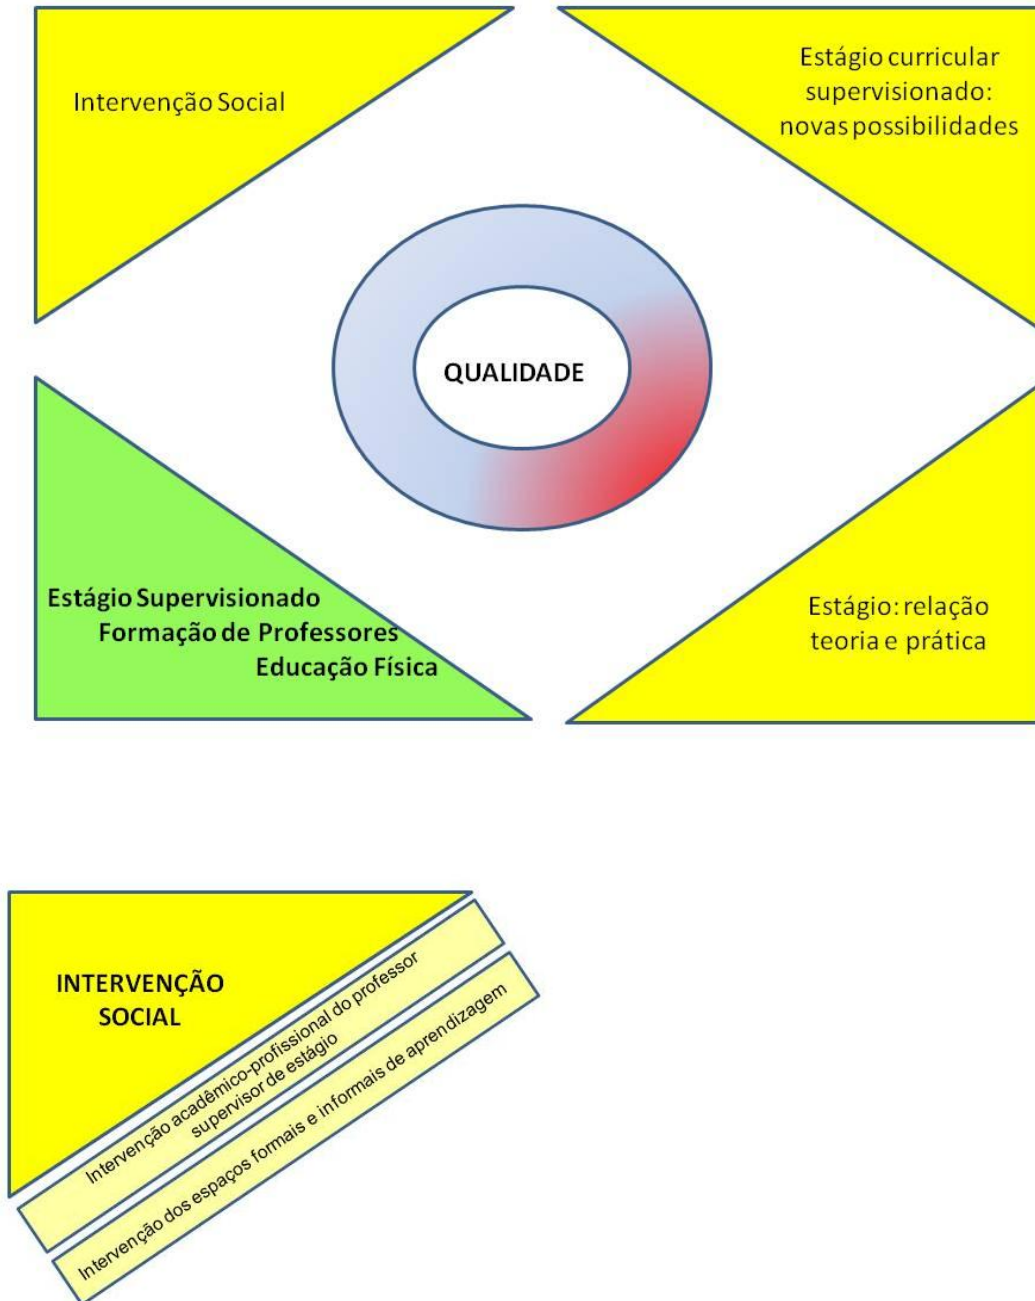 Intervenção Social
Estágio curricular
supervisionado:
novas possibilidades
QUALIDADE
Estágio Supervisionado
Formação de Professores
Educação Física
Estágio: relação
teoria e prática
INTERVENÇÃO
SOCIAL
Intervenção acadêmico-profissional do professor
supervisor de estágio
Intervenção dos espaços formais e informais de aprendizagem